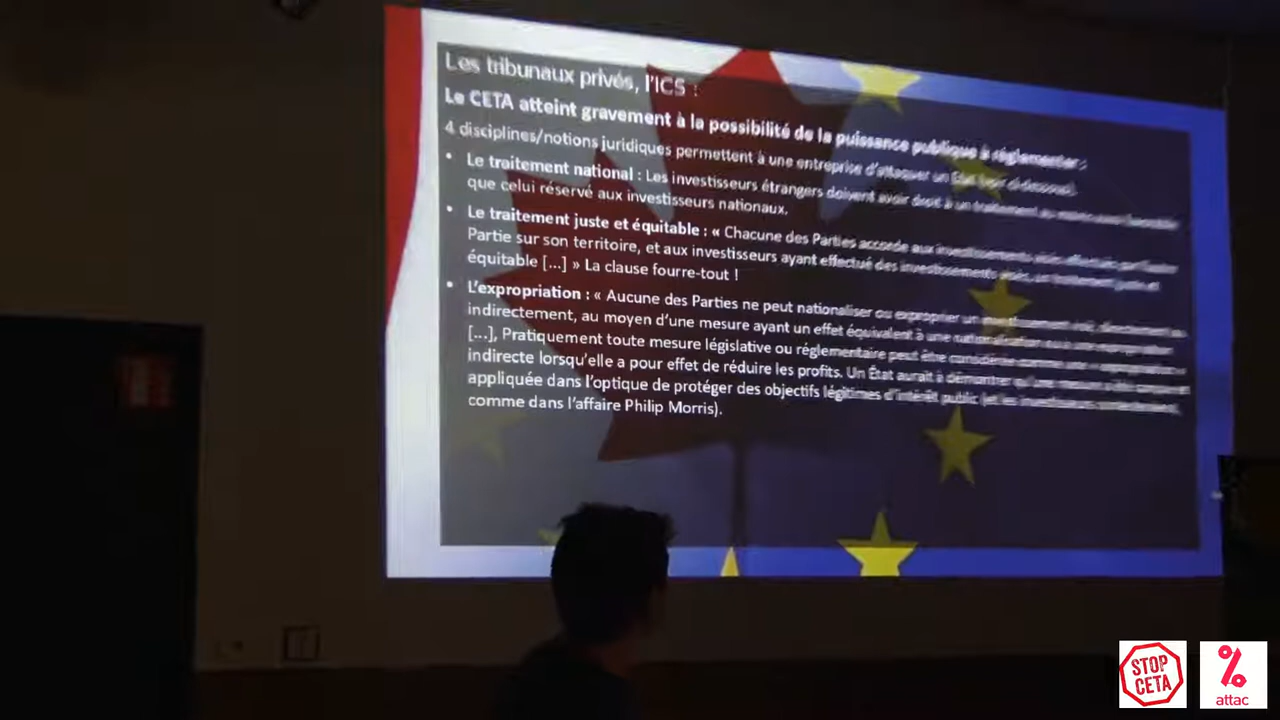 Les tribunaux privés, l'ICS :
Le CETA atteint gravement à la possibilité de la puissance publique à réglementer :
4 disciplines/notions juridiques permettent à une entreprise d'attaquer un État (voir ci-dessous).
• Le traitement national : Les investisseurs étrangers doivent avoir droit à un traitement au moins aussi favorable
que celui réservé aux investisseurs nationaux.
• Le traitement juste et équitable : « Chacune des Parties accorde aux investissements visés effectués par l'autre
Partie sur son territoire, et aux investisseurs ayant effectué des investissements visés, un traitement juste et
équitable [...] » La clause fourre-tout !
• L'expropriation : « Aucune des Parties ne peut nationaliser ou exproprier un investissement visé, directement ou
indirectement, au moyen d'une mesure ayant un effet équivalent à une nationalisation ou à une expropriation
[...], Pratiquement toute mesure législative ou réglementaire peut être considérée comme une « expropriation »
indirecte lorsqu'elle a pour effet de réduire les profits. Un État aurait à démontrer qu'une mesure a été conçue et
appliquée dans l'optique de protéger des objectifs légitimes d'intérêt public (et les investisseurs
comme dans l'affaire Philip Morris).
STOP
CETA
attac